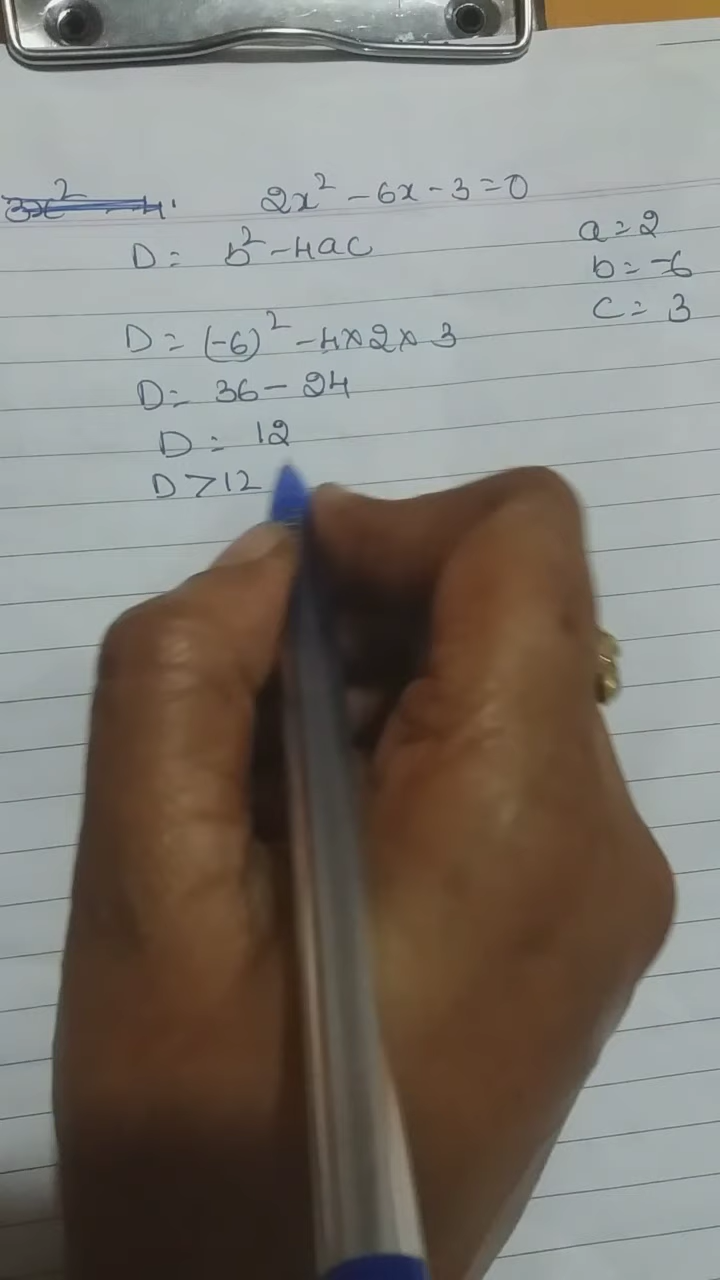 2x² - 6x - 3 = 0
D = b² - 4ac
a = 2
b = -6
c = 3
D = (-6)² - 4 × 2 × 3
D = 36 - 24
D = 12
D > 12